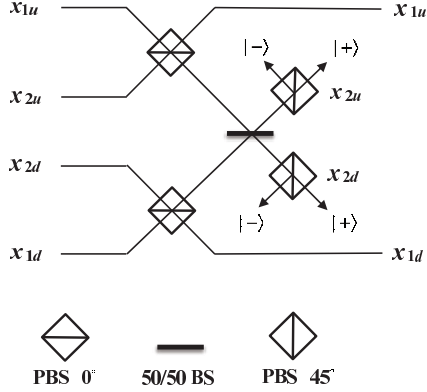 x1u
x1u
|−⟩
|+⟩
x2u
x2u
x2d
x2d
|−⟩
|+⟩
x1d
x1d
PBS 0°
50/50 BS
PBS 45°